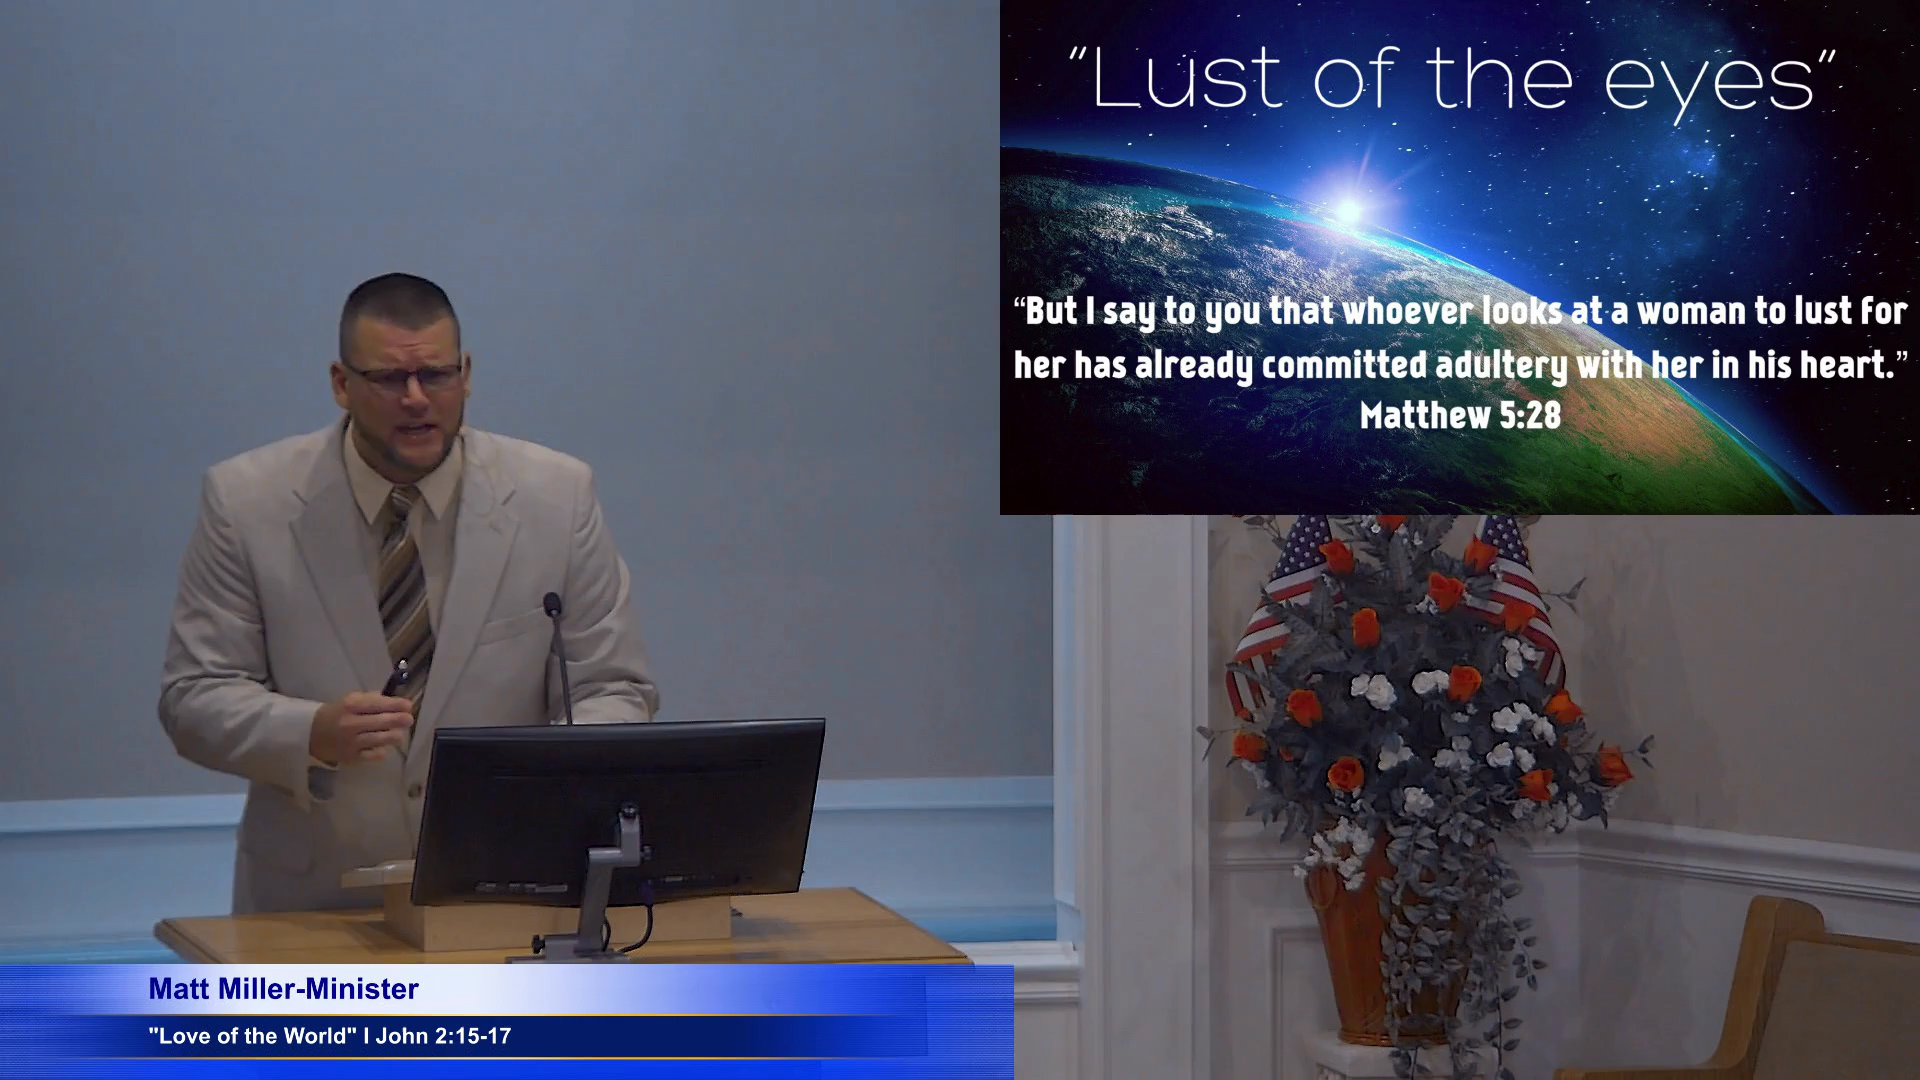 “Lust of the eyes”
“But I say to you that whoever looks at a woman to lust for
her has already committed adultery with her in his heart.”
Matthew 5:28
Matt Miller-Minister
"Love of the World" I John 2:15-17